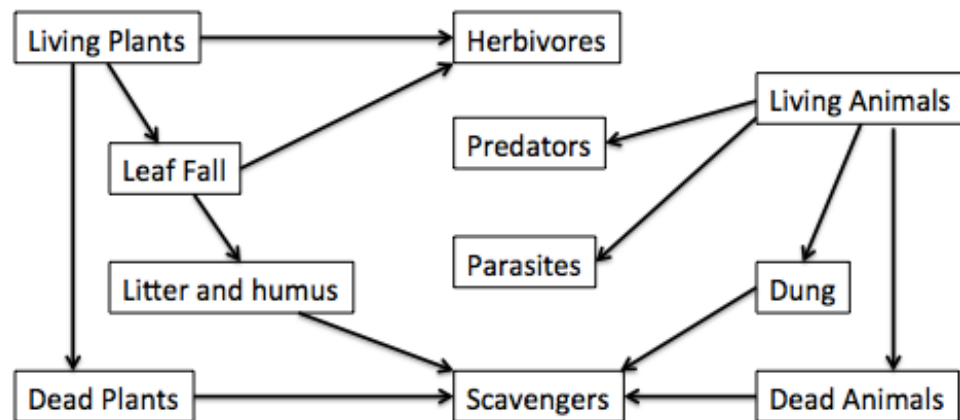 Living Plants
Herbivores
Living Animals
Predators
Leaf Fall
Parasites
Litter and humus
Dung
Dead Plants
Scavengers
Dead Animals